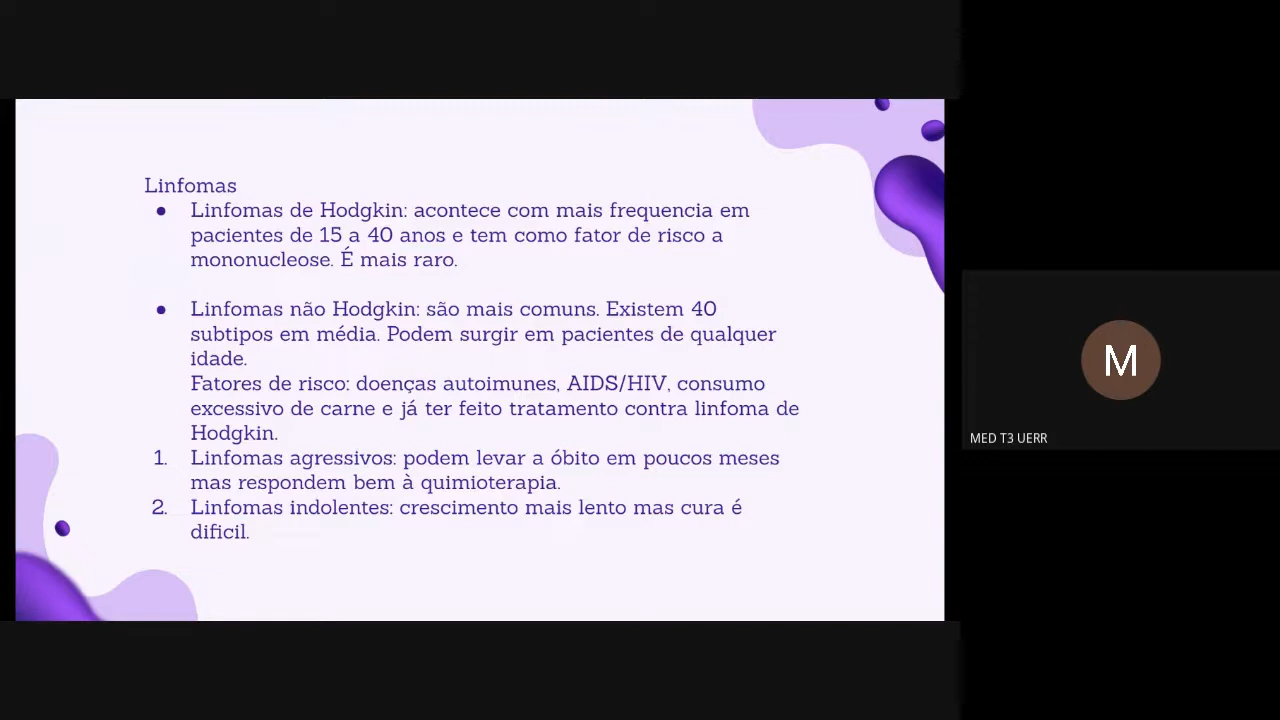 Linfomas
● Linfomas de Hodgkin: acontece com mais frequencia em
pacientes de 15 a 40 anos e tem como fator de risco a
mononucleose. É mais raro.
● Linfomas não Hodgkin: são mais comuns. Existem 40
subtipos em média. Podem surgir em pacientes de qualquer
idade.
Fatores de risco: doenças autoimunes, AIDS/HIV, consumo
excessivo de carne e já ter feito tratamento contra linfoma de
Hodgkin.
1. Linfomas agressivos: podem levar a óbito em poucos meses
mas respondem bem à quimioterapia.
2. Linfomas indolentes: crescimento mais lento mas cura é
dificil.
M
MED T3 UERR